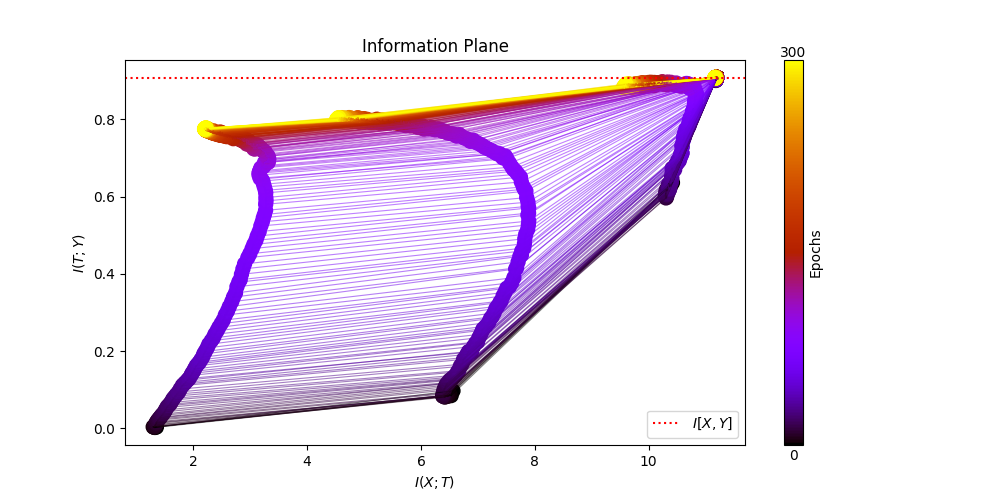 Information Plane
300
0.8
0.6
0.4
0.2
0.0
I(T; Y)
Epochs
I[X, Y]
2
4
6
8
10
0
I(X; T)